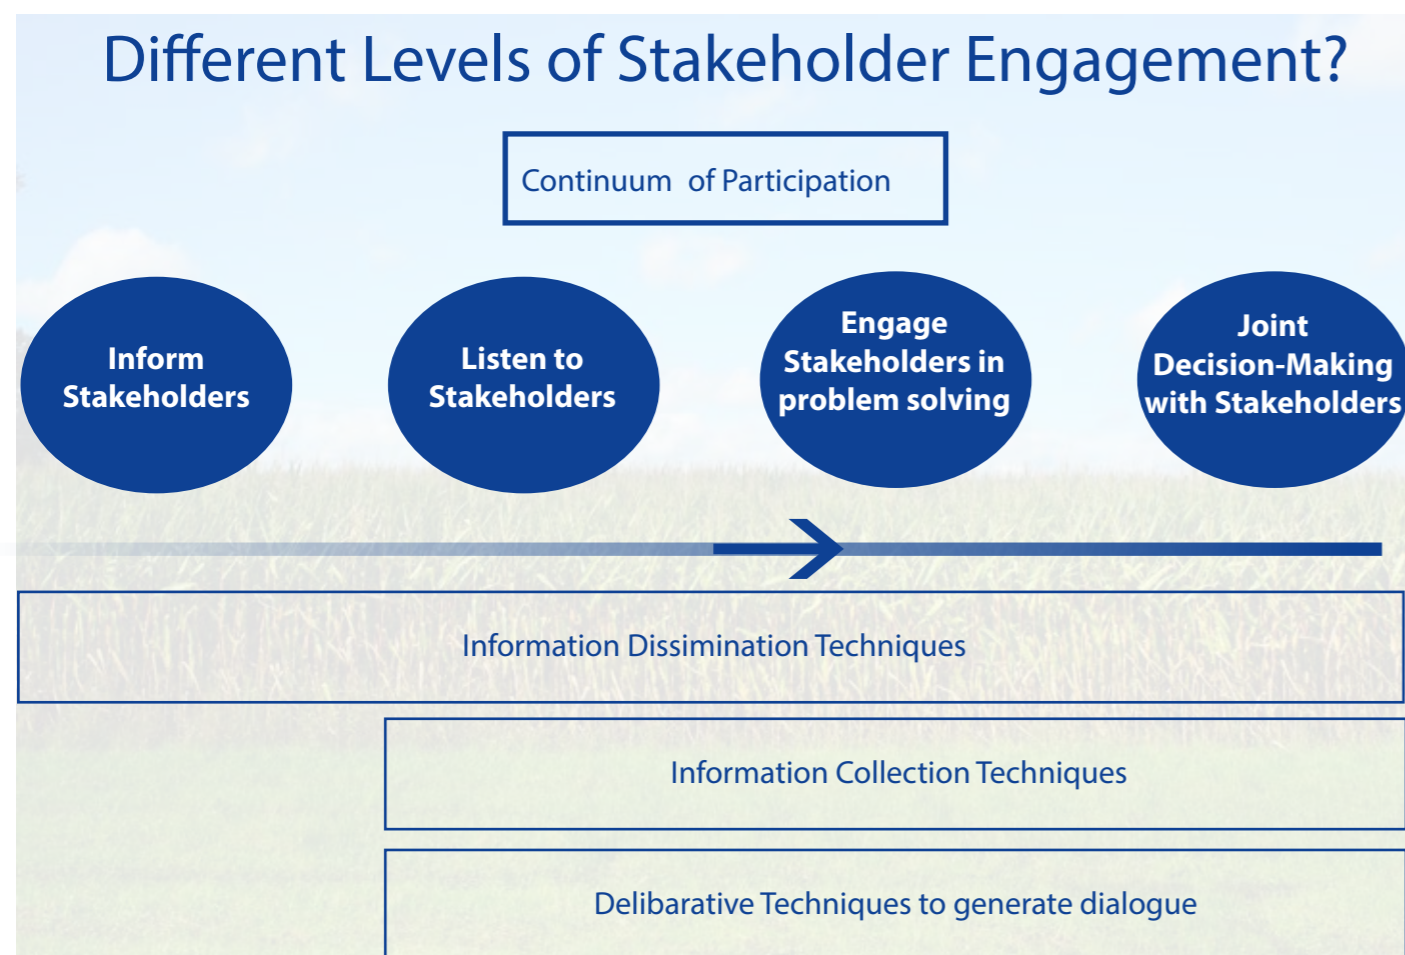 Different Levels of Stakeholder Engagement?
Continuum of Participation
Inform
Stakeholders
Listen to
Stakeholders
Engage
Stakeholders in
problem solving
Joint
Decision-Making
with Stakeholders
Information Dissimination Techniques
Information Collection Techniques
Delibarative Techniques to generate dialogue